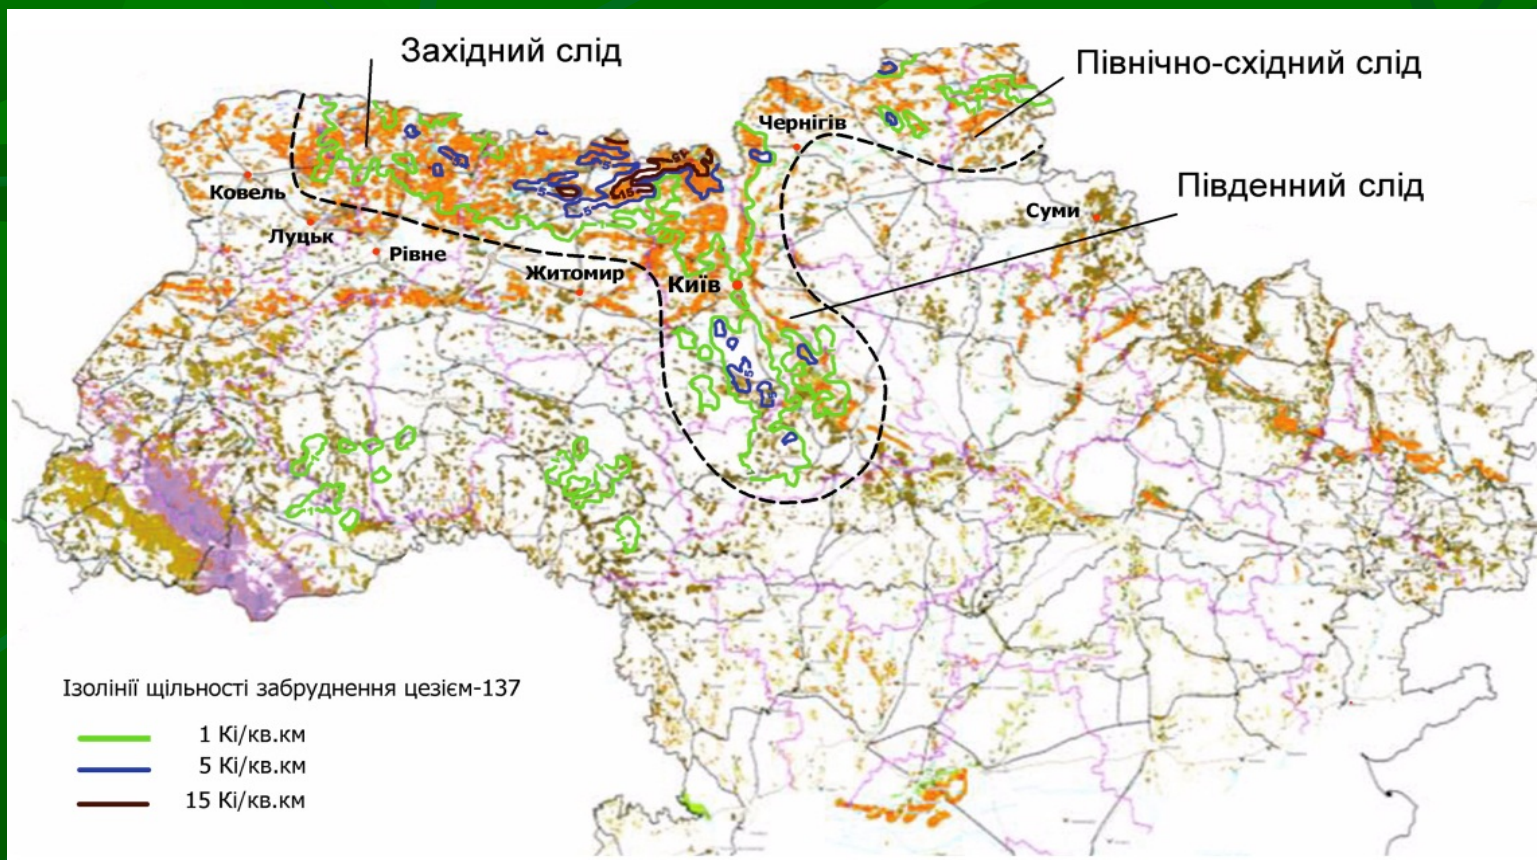 Західний слід
Північно-східний слід
Чернігів
Південний слід
Ковель
Суми
Луцьк
Рівне
Житомир
Київ
Ізолінії щільності забруднення цезієм-137
1 Кі/кв.км
5 Кі/кв.км
15 Кі/кв.км